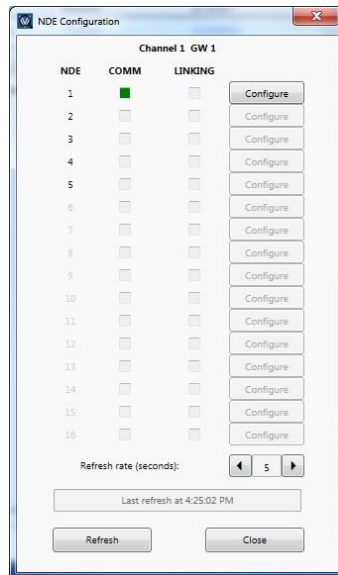 NDE Configuration
Channel 1 GW 1
NDE COMM LINKING
1 Configure
2 Configure
3 Configure
4 Configure
5 Configure
6 Configure
7 Configure
8 Configure
9 Configure
10 Configure
11 Configure
12 Configure
13 Configure
14 Configure
15 Configure
16 Configure
Refresh rate (seconds): 5
Last refresh at 4:25:02 PM
Refresh Close